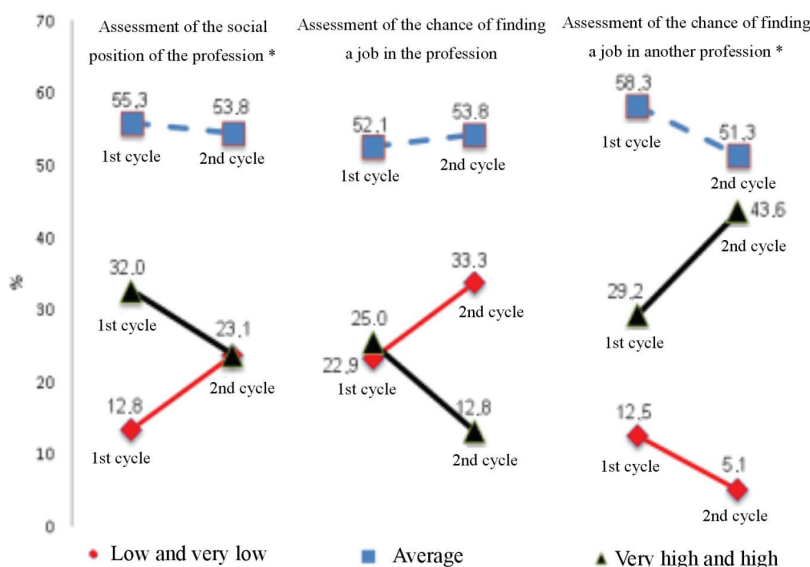 Assessment of the social
position of the profession *
Assessment of the chance of finding
a job in the profession
Assessment of the chance of finding
a job in another profession *
%
70
60
50
40
30
20
10
0
55,3
1st cycle
53,8
2nd cycle
32,0
1st cycle
23,1
2nd cycle
12,8
1st cycle
52,1
1st cycle
53,8
2nd cycle
33,3
2nd cycle
25,0
22,9
1st cycle
12,8
2nd cycle
58,3
1st cycle
51,3
2nd cycle
43,6
2nd cycle
29,2
1st cycle
12,5
1st cycle
5,1
2nd cycle
Low and very low
Average
Very high and high